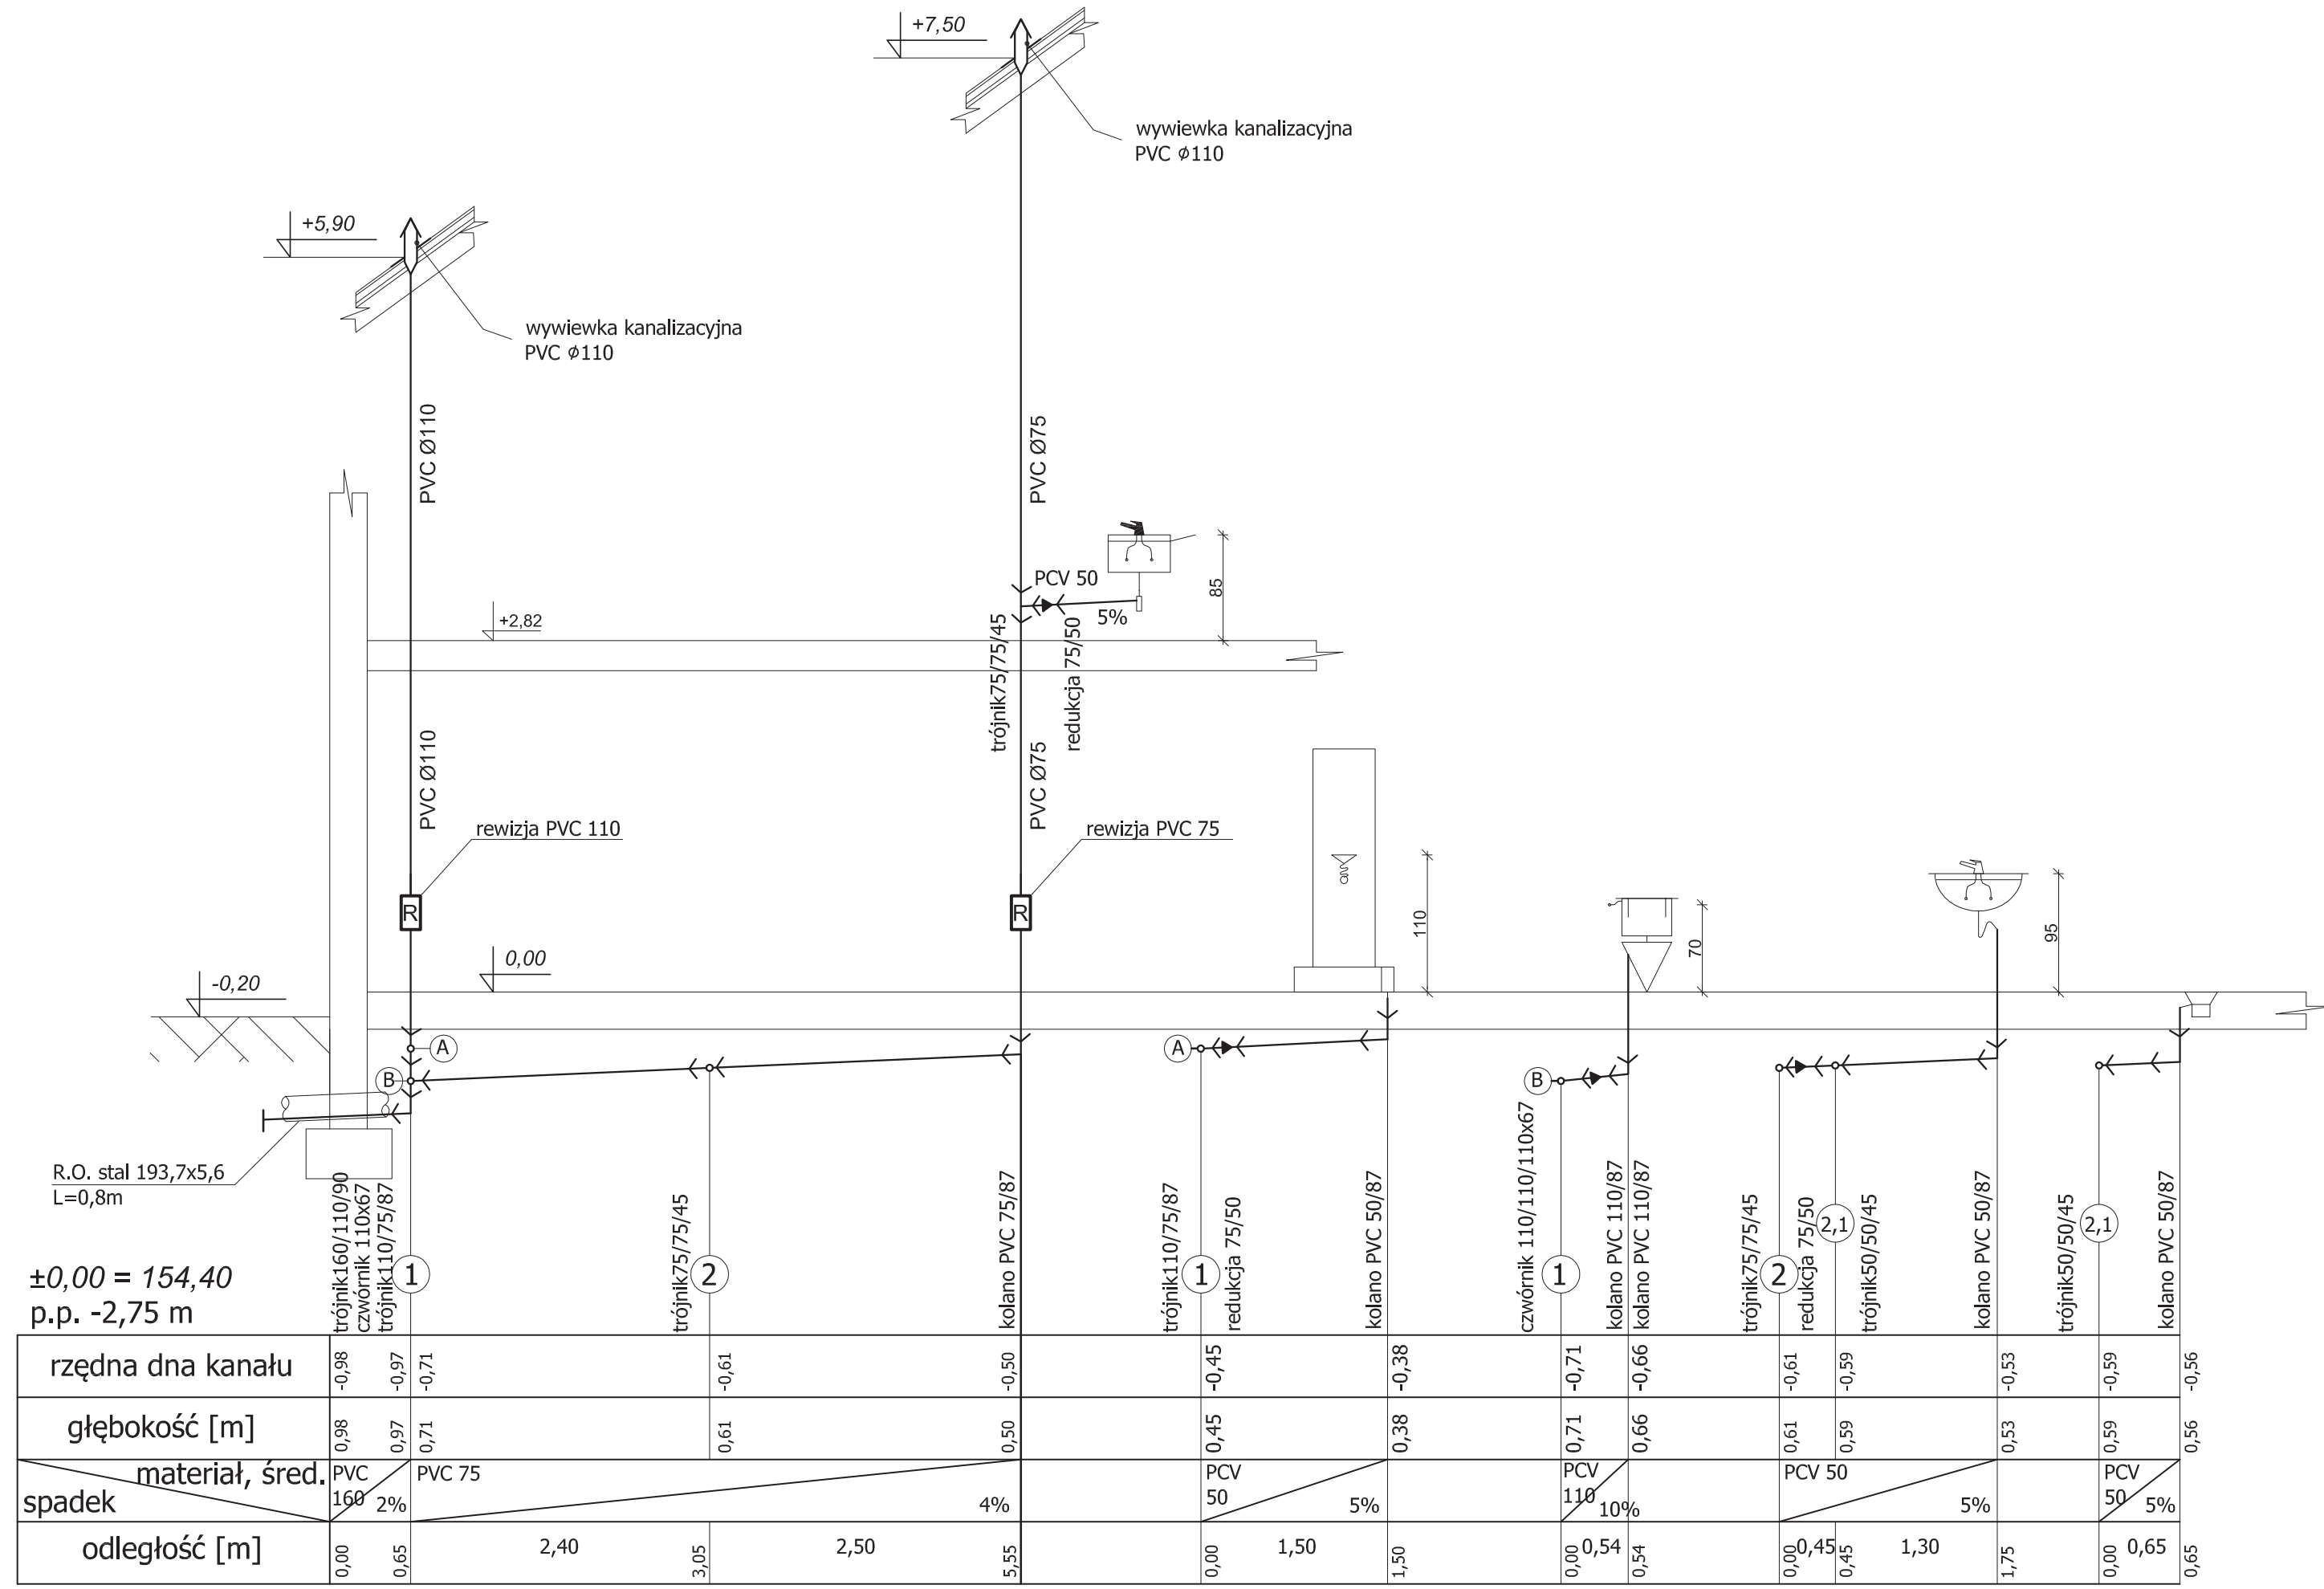 +7,50
wywiewka kanalizacyjna
PVC ϕ110
+5,90
wywiewka kanalizacyjna
PVC ϕ110
PVC Ø110
PVC Ø75
PCV 50
5%
85
+2,82
trójnik75/75/45
redukcja 75/50
PVC Ø110
PVC Ø75
rewizja PVC 110
rewizja PVC 75
R
R
110
70
95
0,00
-0,20
A
B
A
B
R.O. stal 193,7x5,6
L=0,8m
±0,00 = 154,40
p.p. -2,75 m
trójnik160/110/90
czwórnik 110x67
trójnik110/75/87
1
trójnik75/75/45
2
kolano PVC 75/87
trójnik110/75/87
1
redukcja 75/50
kolano PVC 50/87
czwórnik 110/110/110x67
1
kolano PVC 110/87
kolano PVC 110/87
trójnik75/75/45
2
redukcja 75/50
2,1
trójnik50/50/45
kolano PVC 50/87
trójnik50/50/45
2,1
kolano PVC 50/87
rzędna dna kanału -0,98 -0,97 -0,71 -0,61 -0,50 -0,45 -0,38 -0,71 -0,66 -0,61 -0,59 -0,53 -0,59 -0,56
głębokość [m] 0,98 0,97 0,71 0,61 0,50 0,45 0,38 0,71 0,66 0,61 0,59 0,53 0,59 0,56
materiał, śred. PVC 160 PVC 75 PCV 50 PCV 110 PCV 50 PCV 50
spadek 2% 4% 5% 10% 5% 5%
odległość [m] 2,40 2,50 1,50 0,54 0,45 1,30 0,65
0,00 0,65 3,05 5,55 0,00 1,50 0,00 0,54 0,00 0,45 1,75 0,00 0,65